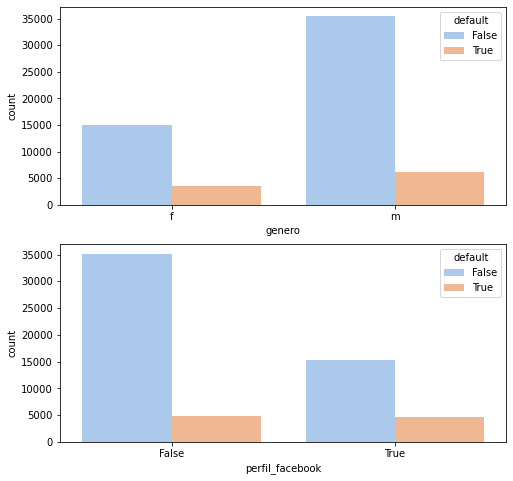 35000
30000
25000
20000
15000
10000
5000
0
count
default
False
True
f
m
genero
35000
30000
25000
20000
15000
10000
5000
0
count
default
False
True
False
True
perfil_facebook